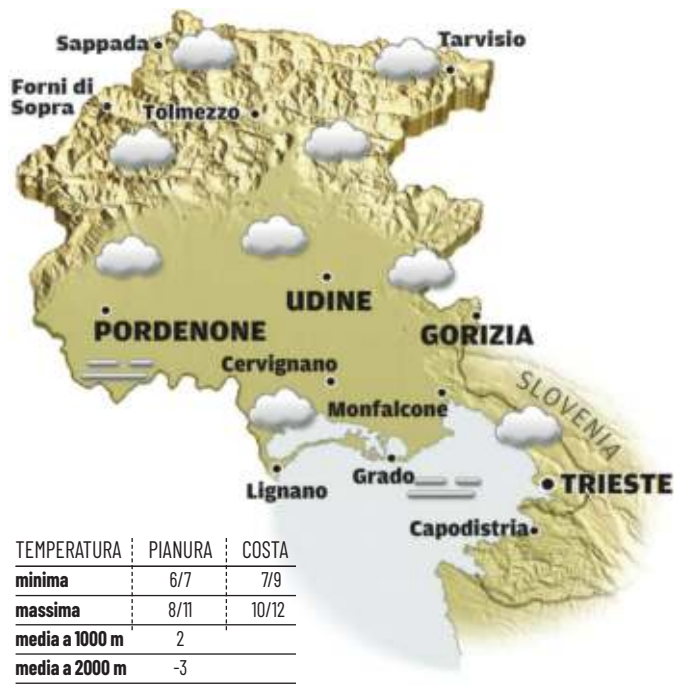 Sappada
Tarvisio
Forni di
Sopra
Tolmezzo
UDINE
PORDENONE
GORIZIA
Cervignano
Monfalcone
SLOVENIA
Lignano
Grado
TRIESTE
Capodistria
TEMPERATURA PIANURA COSTA
minima 6/7 7/9
massima 8/11 10/12
media a 1000 m 2
media a 2000 m -3